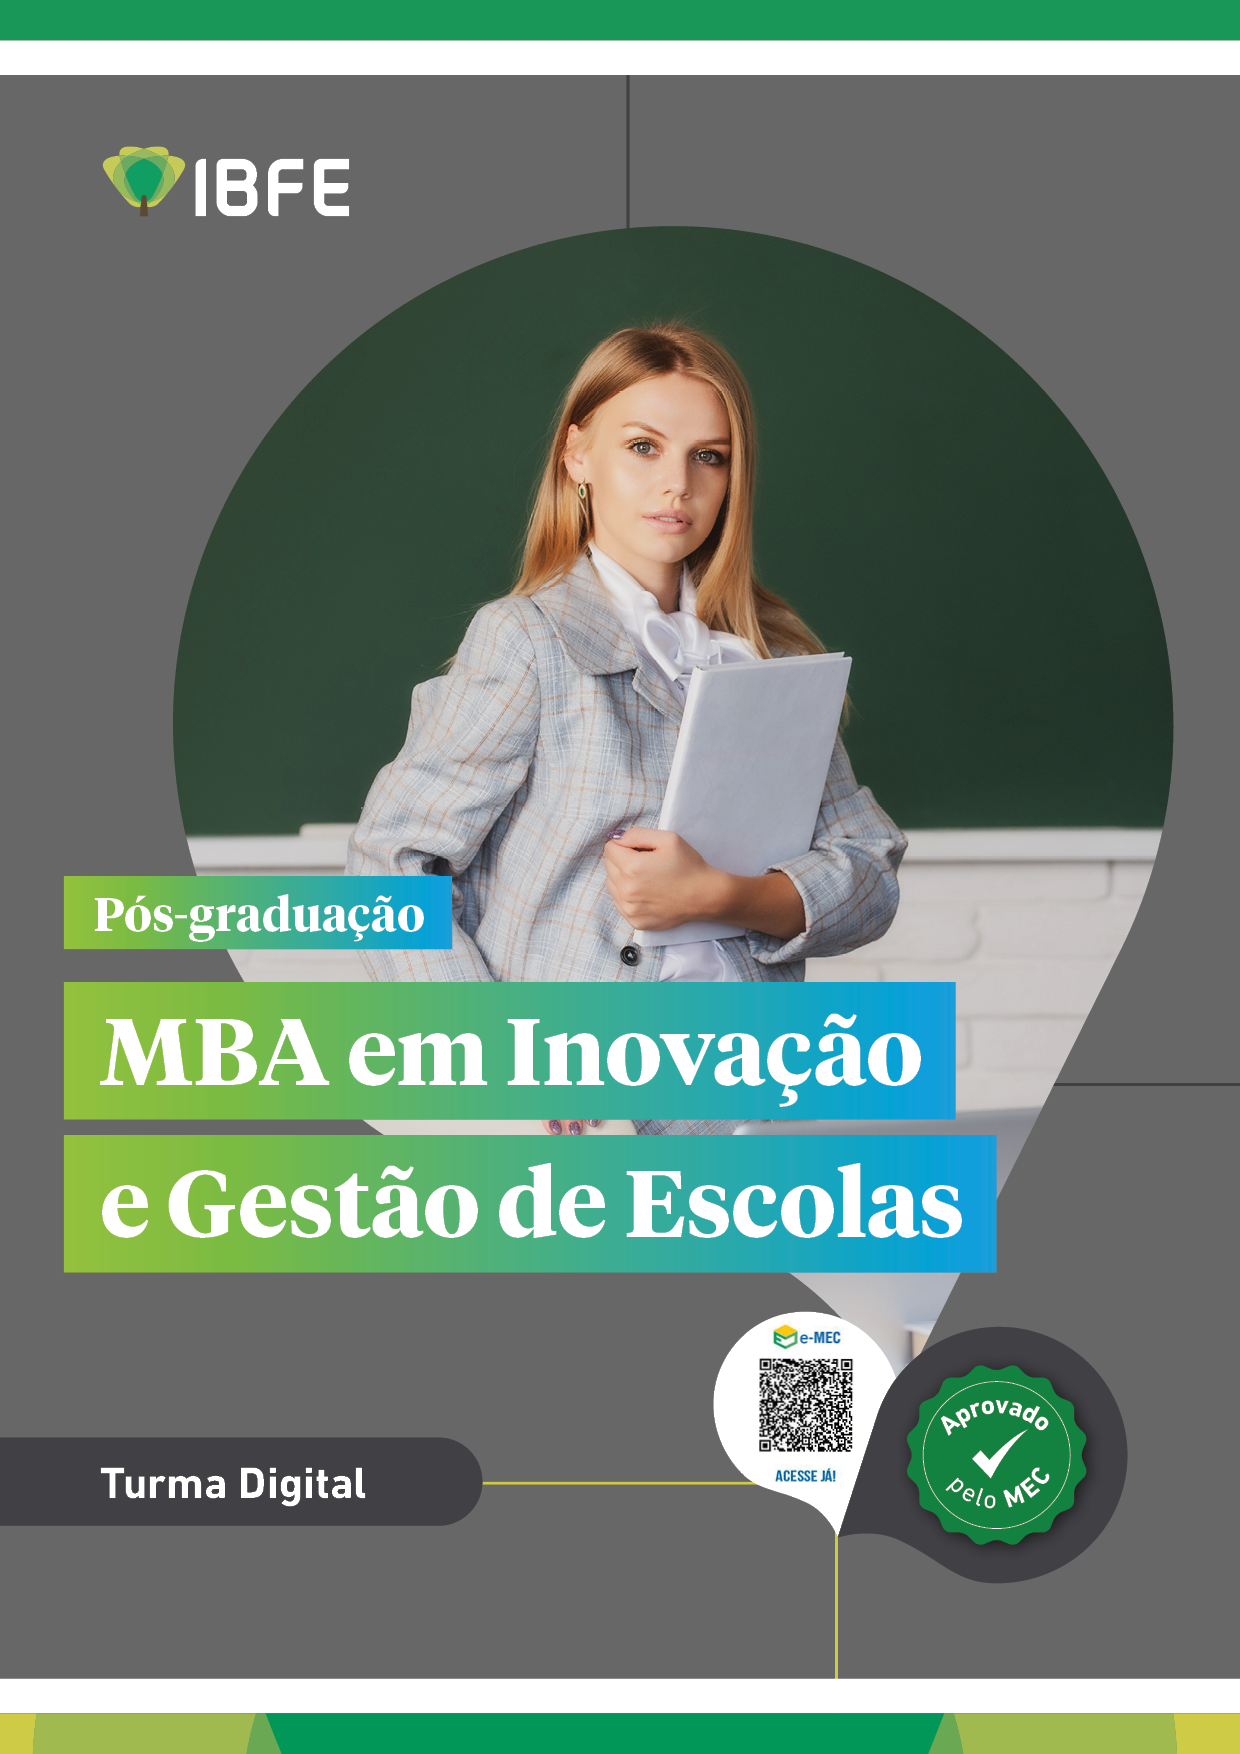 IBFE
Pós-graduação
MBA em Inovação
e Gestão de Escolas
e-MEC
ACESSE JÁ!
Aprovado
pelo MEC
Turma Digital